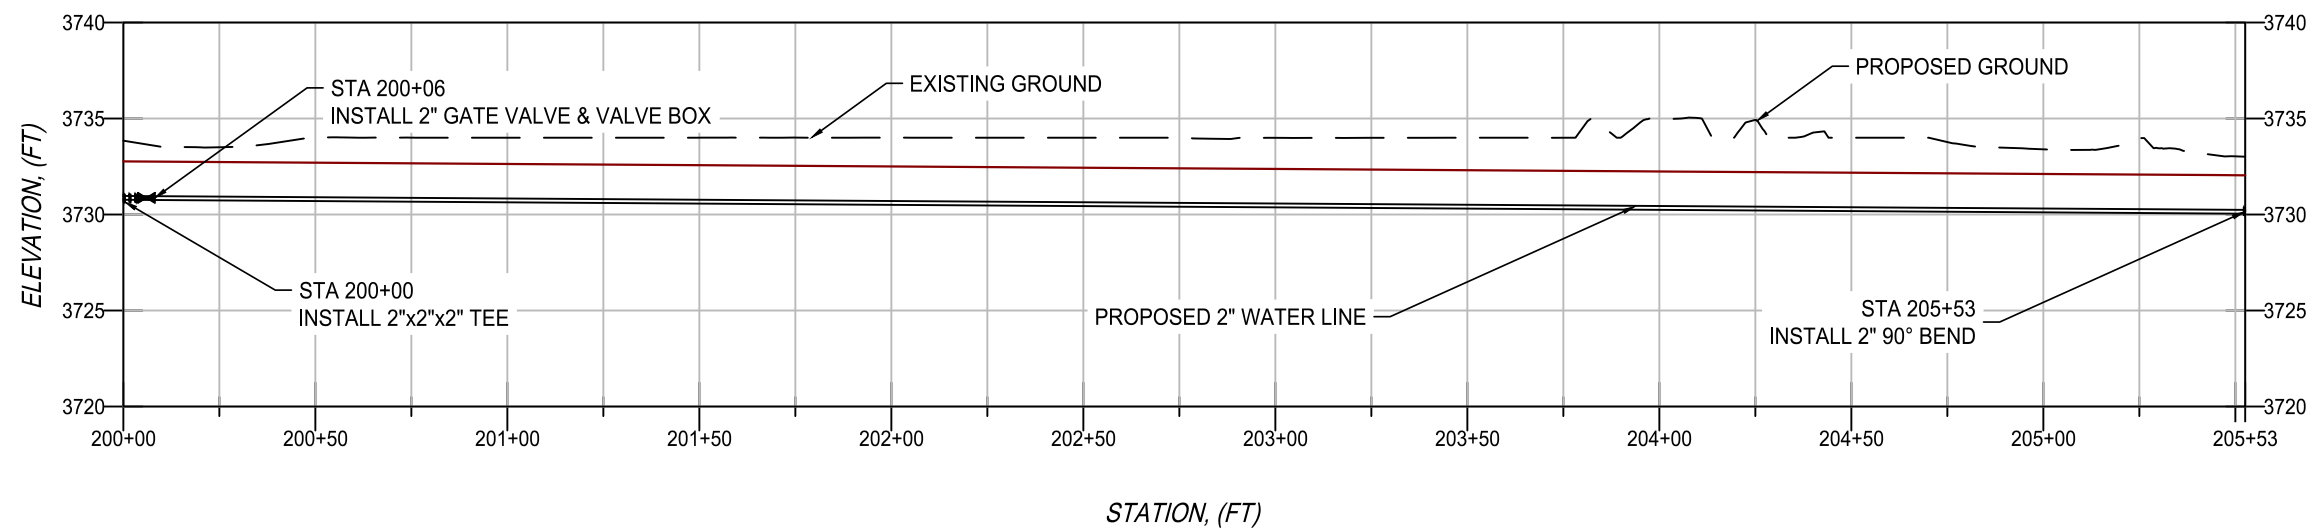 3740
3740
PROPOSED GROUND
STA 200+06
EXISTING GROUND
INSTALL 2" GATE VALVE & VALVE BOX
3735
3735
ELEVATION, (FT)
3730
3730
STA 200+00
INSTALL 2"x2"x2" TEE
PROPOSED 2" WATER LINE
STA 205+53
INSTALL 2" 90° BEND
3725
3725
3720
3720
200+00
200+50
201+00
201+50
202+00
202+50
203+00
203+50
204+00
204+50
205+00
205+53
STATION, (FT)